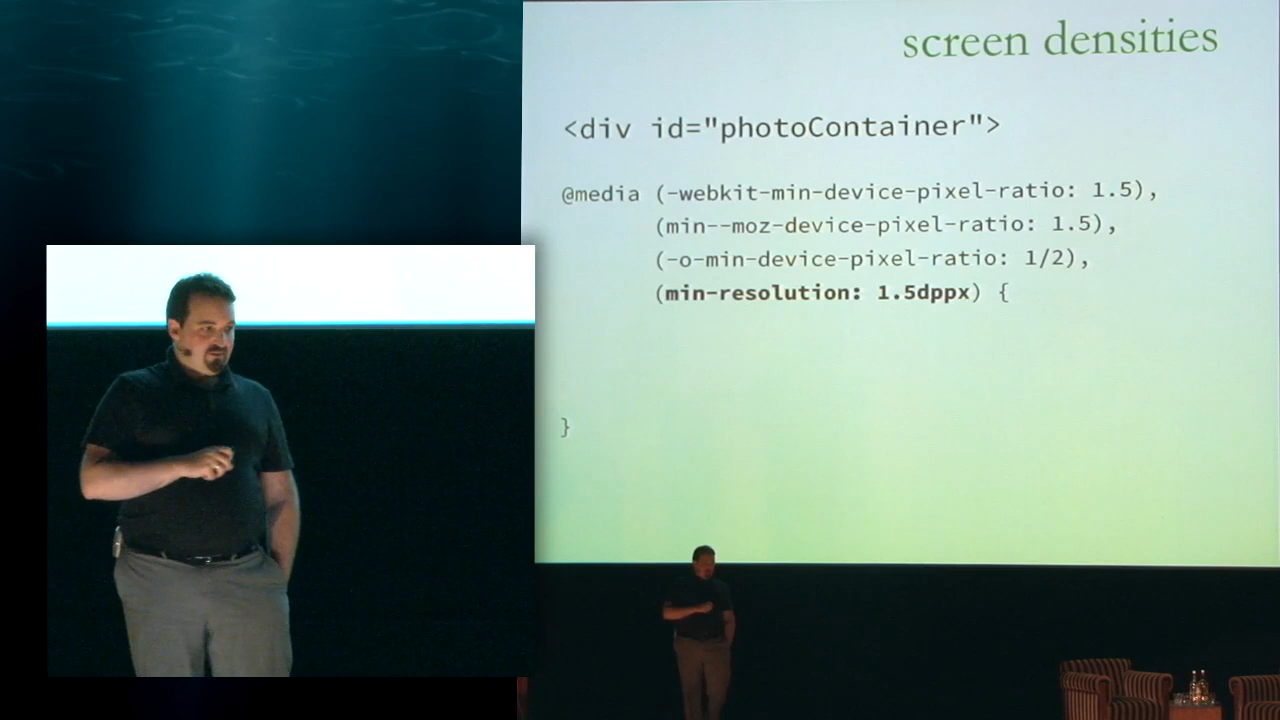 screen densities
<div id="photoContainer">
@media (-webkit-min-device-pixel-ratio: 1.5),
(min--moz-device-pixel-ratio: 1.5),
(-o-min-device-pixel-ratio: 1/2),
(min-resolution: 1.5dppx) {
}